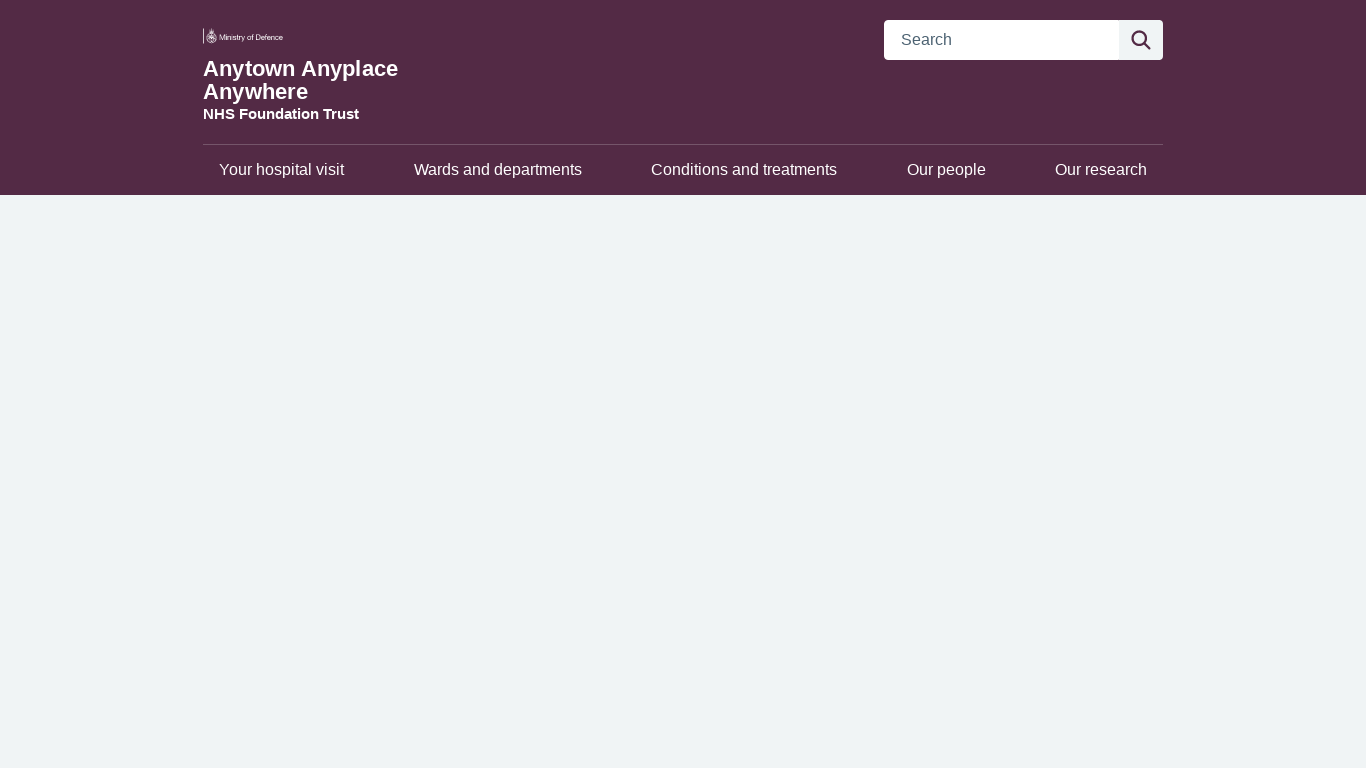 Ministry of Defence
Search
Anytown Anyplace
Anywhere
NHS Foundation Trust
Your hospital visit Wards and departments Conditions and treatments Our people Our research